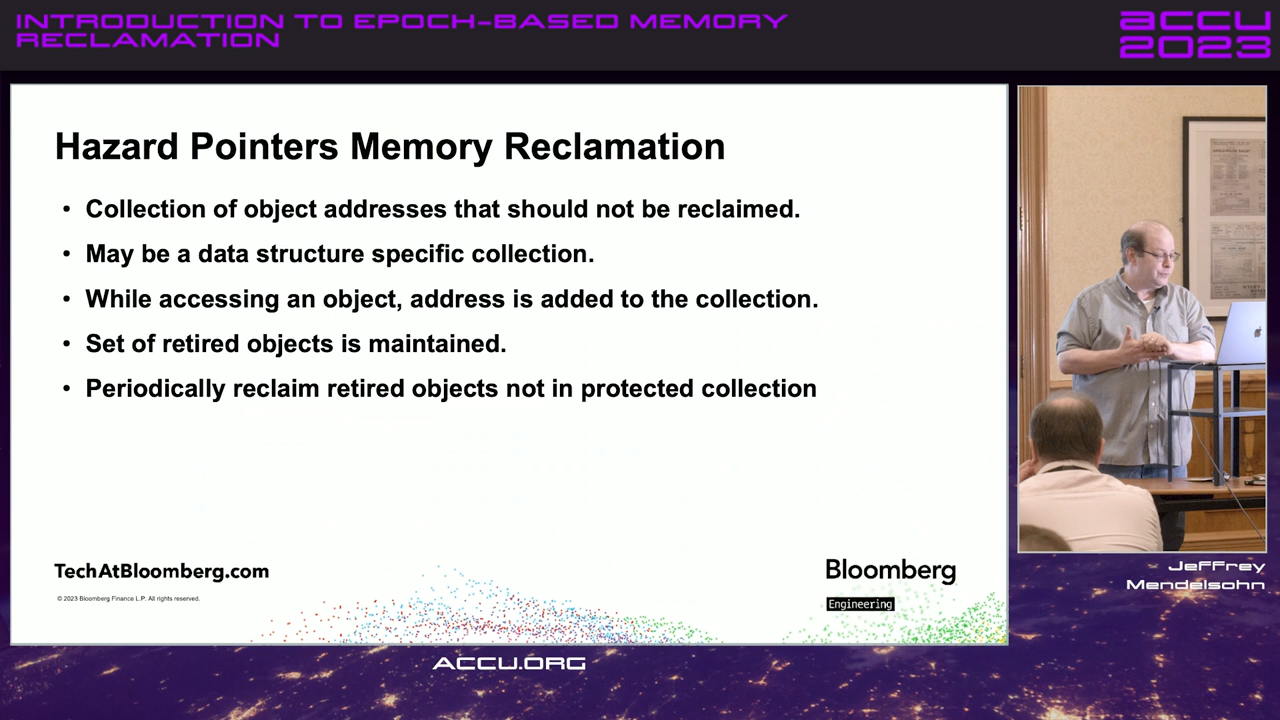 INTRODUCTION TO EPOCH-BASED MEMORY
RECLAMATION
ACCU
2023
Hazard Pointers Memory Reclamation
• Collection of object addresses that should not be reclaimed.
• May be a data structure specific collection.
• While accessing an object, address is added to the collection.
• Set of retired objects is maintained.
• Periodically reclaim retired objects not in protected collection
TechAtBloomberg.com
© 2023 Bloomberg Finance L.P. All rights reserved.
Bloomberg
Engineering
Jeffrey
Mendelsohn
ACCU.ORG